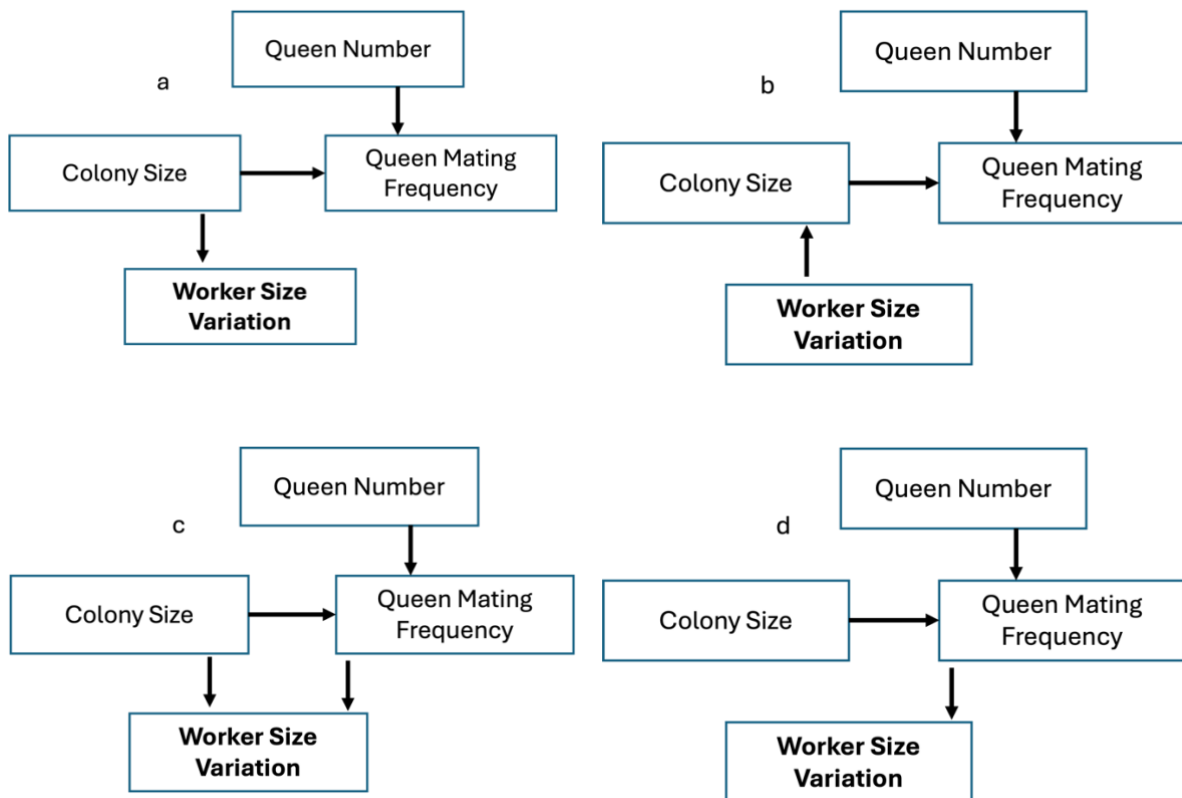 Queen Number
a
Colony Size
Queen Mating
Frequency
Worker Size
Variation
Queen Number
b
Colony Size
Queen Mating
Frequency
Worker Size
Variation
Queen Number
c
Colony Size
Queen Mating
Frequency
Worker Size
Variation
Queen Number
d
Colony Size
Queen Mating
Frequency
Worker Size
Variation